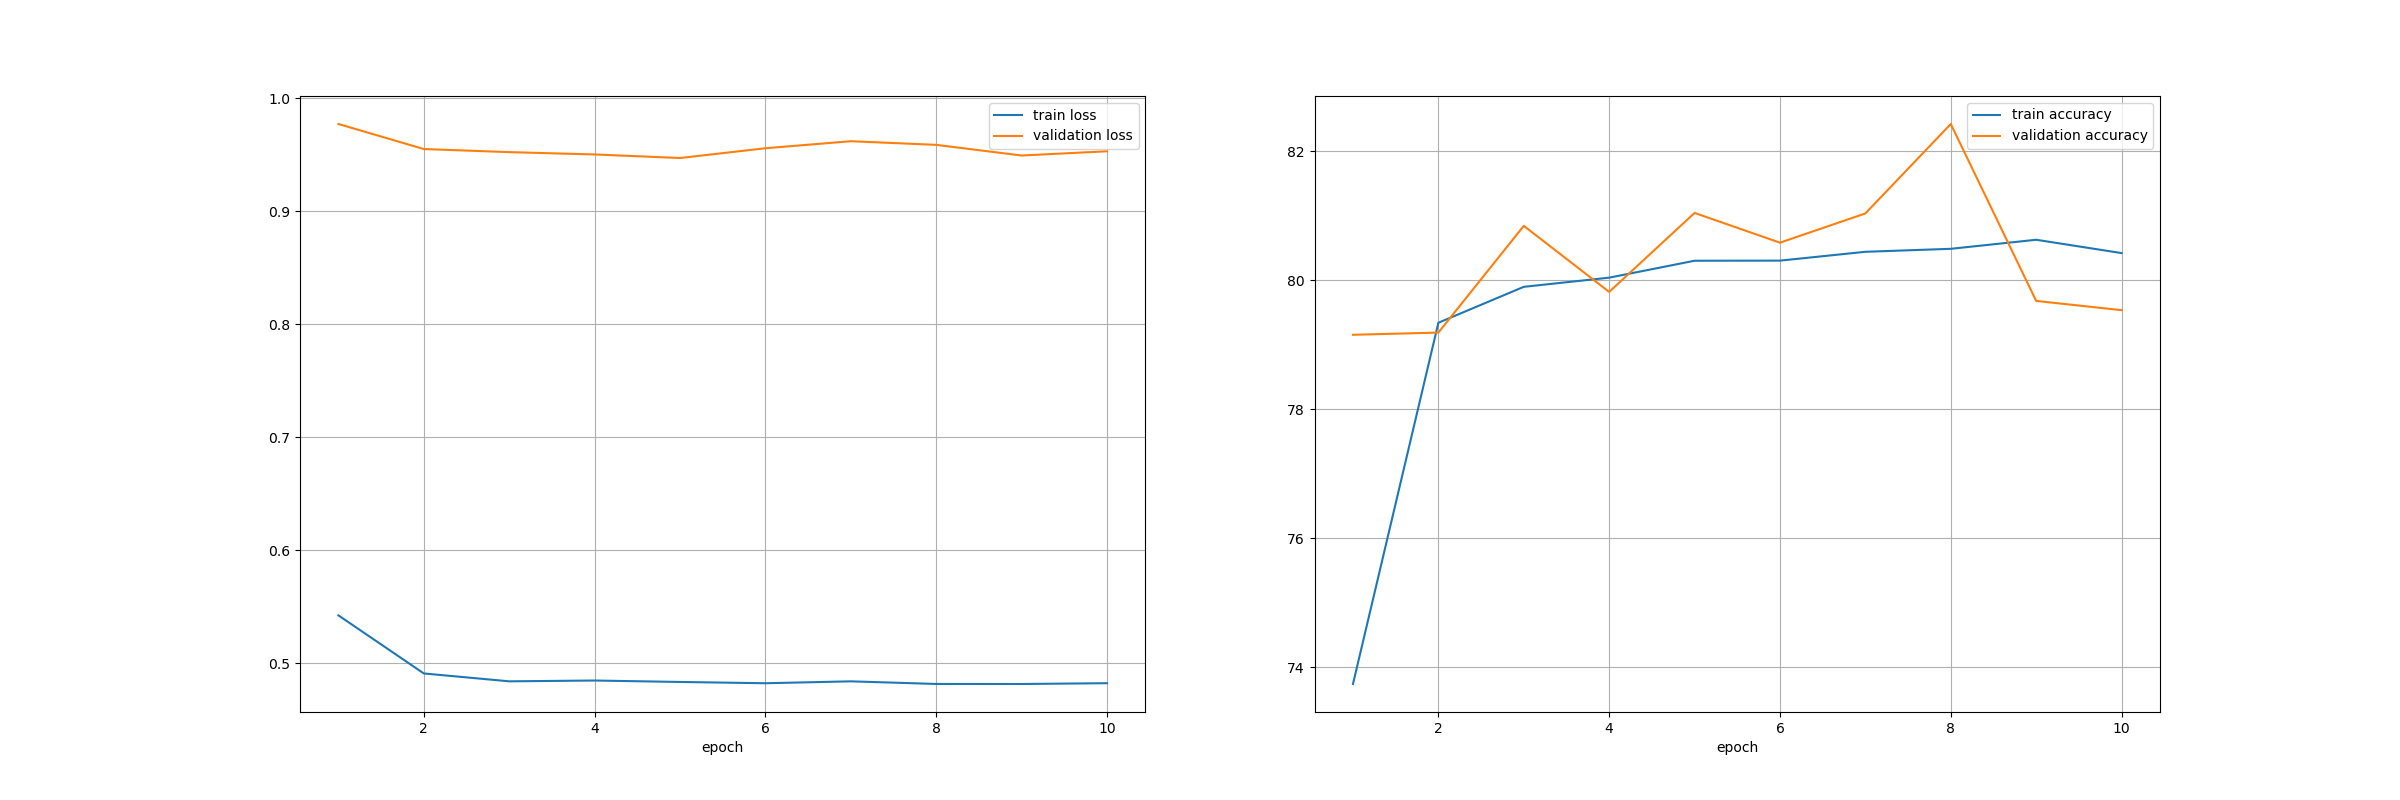 1.0
0.9
0.8
0.7
0.6
0.5
2 4 6 8 10
epoch
train loss
validation loss
82
80
78
76
74
2 4 6 8 10
epoch
train accuracy
validation accuracy